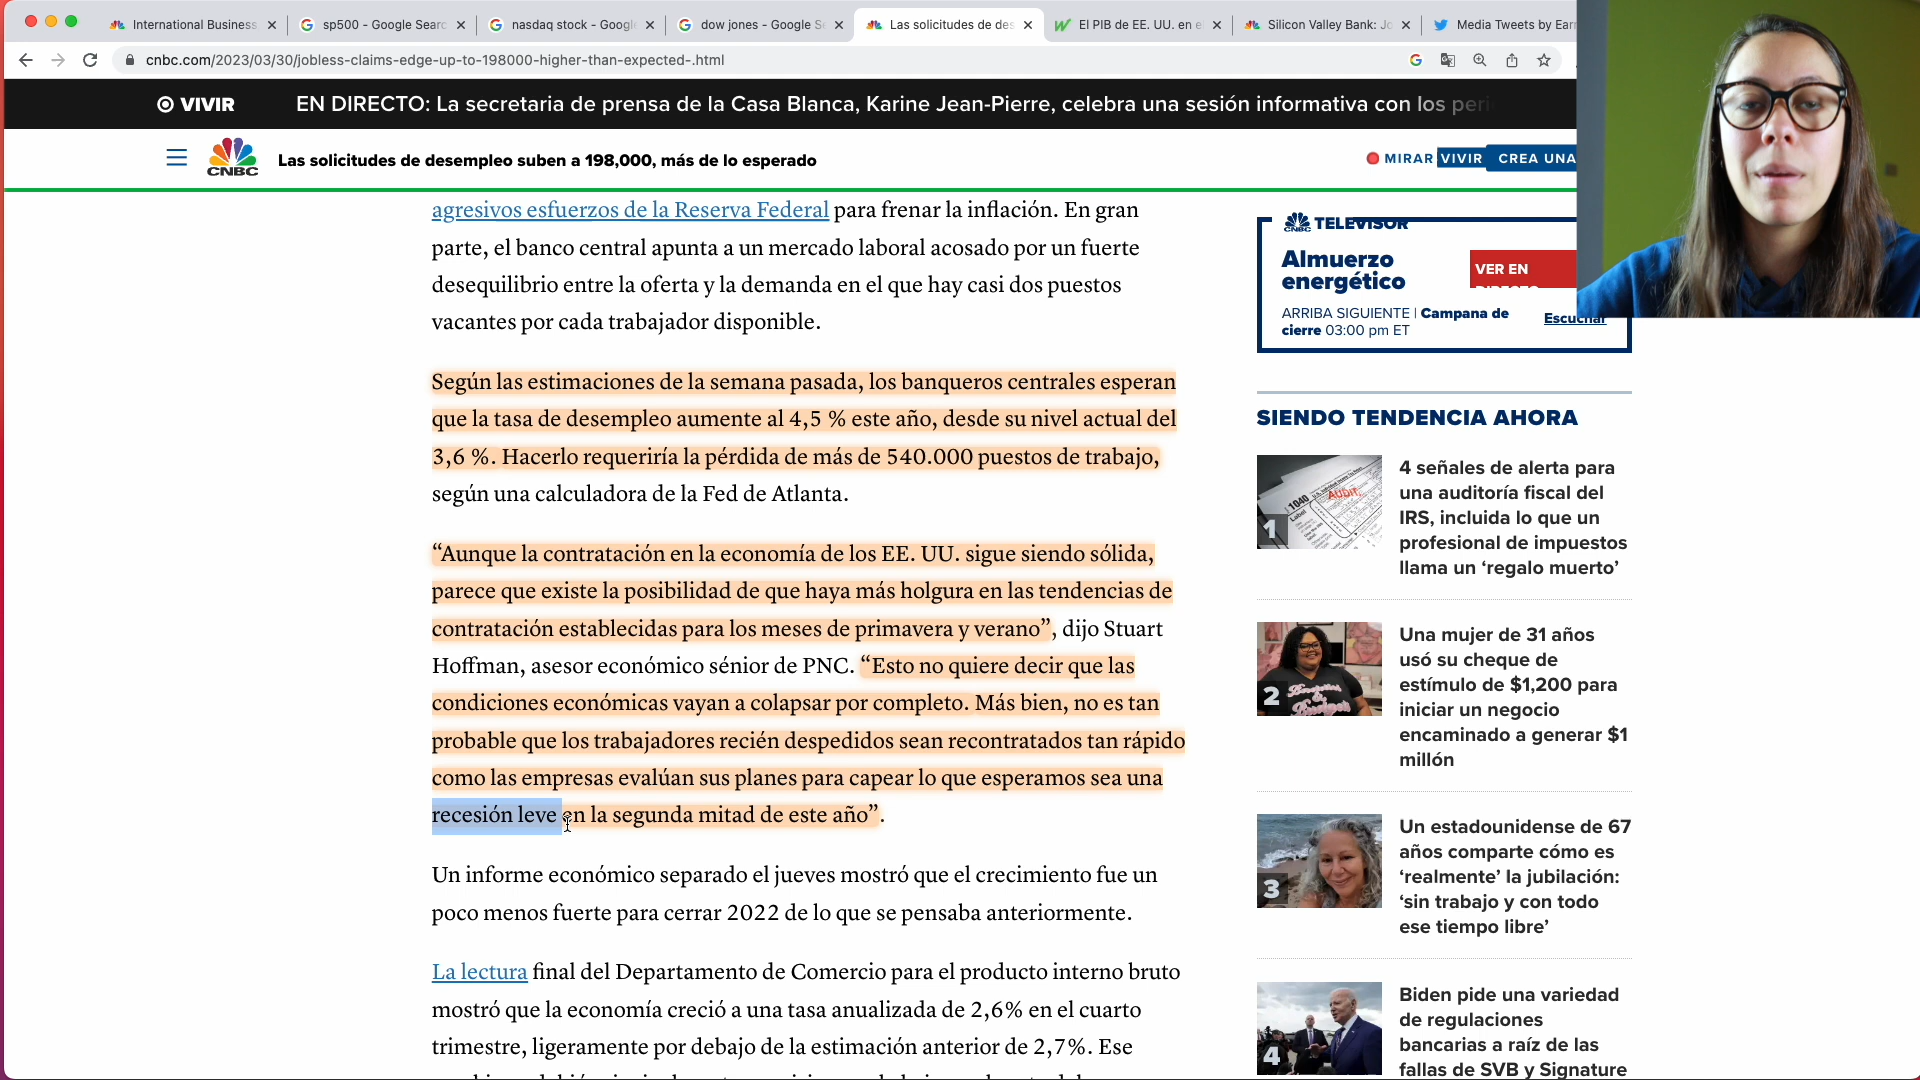 International Business
sp500 - Google Searc
nasdaq stock - Google
dow jones - Google Se
Las solicitudes de des
El PIB de EE. UU. en e
Silicon Valley Bank: Jo
Media Tweets by Earn
cnbc.com/2023/03/30/jobless-claims-edge-up-to-198000-higher-than-expected-.html
VIVIR
EN DIRECTO: La secretaria de prensa de la Casa Blanca, Karine Jean-Pierre, celebra una sesión informativa con los peri
CNBC
Las solicitudes de desempleo suben a 198,000, más de lo esperado
MIRAR VIVIR
CREA UNA
agresivos esfuerzos de la Reserva Federal para frenar la inflación. En gran
parte, el banco central apunta a un mercado laboral acosado por un fuerte
desequilibrio entre la oferta y la demanda en el que hay casi dos puestos
vacantes por cada trabajador disponible.
Según las estimaciones de la semana pasada, los banqueros centrales esperan
que la tasa de desempleo aumente al 4,5 % este año, desde su nivel actual del
3,6 %. Hacerlo requeriría la pérdida de más de 540.000 puestos de trabajo,
según una calculadora de la Fed de Atlanta.
“Aunque la contratación en la economía de los EE. UU. sigue siendo sólida,
parece que existe la posibilidad de que haya más holgura en las tendencias de
contratación establecidas para los meses de primavera y verano”, dijo Stuart
Hoffman, asesor económico sénior de PNC. “Esto no quiere decir que las
condiciones económicas vayan a colapsar por completo. Más bien, no es tan
probable que los trabajadores recién despedidos sean recontratados tan rápido
como las empresas evalúan sus planes para capear lo que esperamos sea una
recesión leve en la segunda mitad de este año”.
Un informe económico separado el jueves mostró que el crecimiento fue un
poco menos fuerte para cerrar 2022 de lo que se pensaba anteriormente.
La lectura final del Departamento de Comercio para el producto interno bruto
mostró que la economía creció a una tasa anualizada de 2,6% en el cuarto
trimestre, ligeramente por debajo de la estimación anterior de 2,7%. Ese
CNBC TELEVISOR
Almuerzo
energético
VER EN
DIRECTO
ARRIBA SIGUIENTE | Campana de
cierre 03:00 pm ET
Escuchar
SIENDO TENDENCIA AHORA
1040
Label
AUDIT
1
4 señales de alerta para
una auditoría fiscal del
IRS, incluida lo que un
profesional de impuestos
llama un ‘regalo muerto’
2
Una mujer de 31 años
usó su cheque de
estímulo de $1,200 para
iniciar un negocio
encaminado a generar $1
millón
3
Un estadounidense de 67
años comparte cómo es
‘realmente’ la jubilación:
‘sin trabajo y con todo
ese tiempo libre’
4
Biden pide una variedad
de regulaciones
bancarias a raíz de las
fallas de SVB y Signature